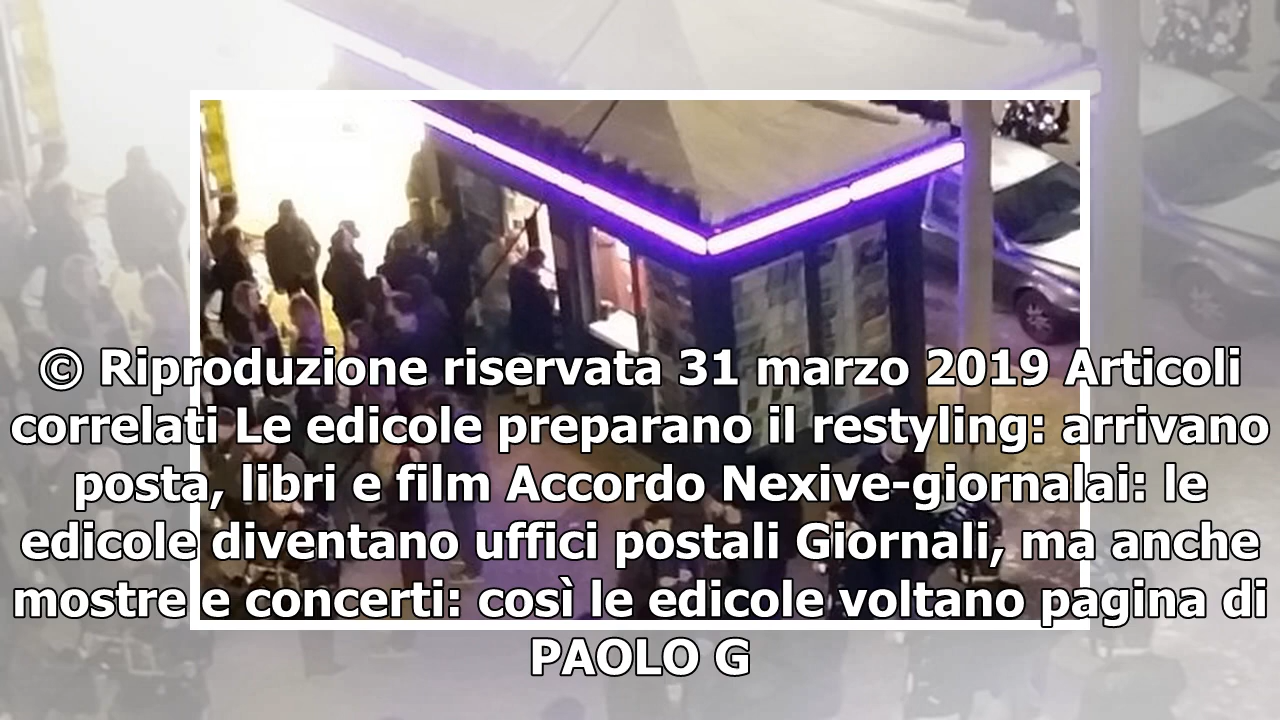 © Riproduzione riservata 31 marzo 2019 Articoli
correlati Le edicole preparano il restyling: arrivano
posta, libri e film Accordo Nexive-giornalai: le
edicole diventano uffici postali Giornali, ma anche
mostre e concerti: così le edicole voltano pagina di
PAOLO G